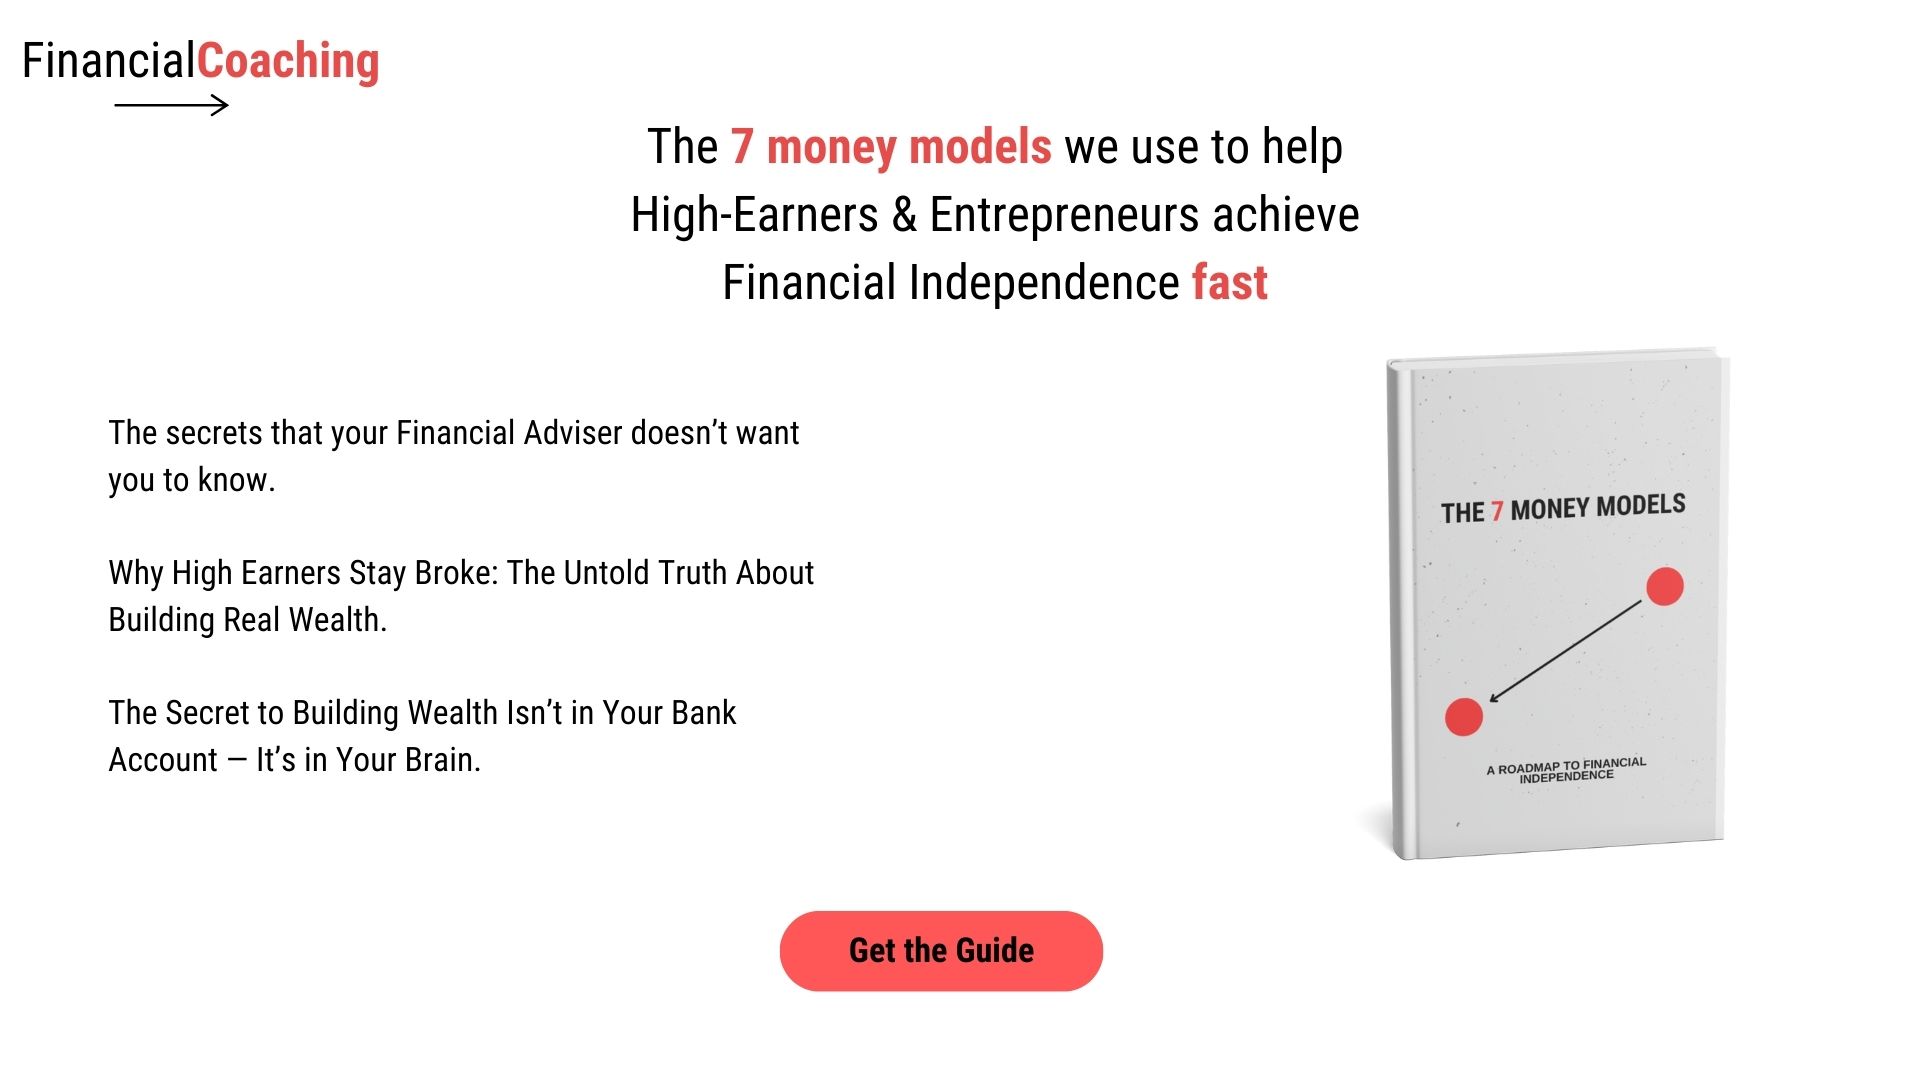 FinancialCoaching
The 7 money models we use to help
High-Earners & Entrepreneurs achieve
Financial Independence fast
The secrets that your Financial Adviser doesn’t want
you to know.
Why High Earners Stay Broke: The Untold Truth About
Building Real Wealth.
The Secret to Building Wealth Isn’t in Your Bank
Account — It’s in Your Brain.
THE 7 MONEY MODELS
A ROADMAP TO FINANCIAL
INDEPENDENCE
Get the Guide